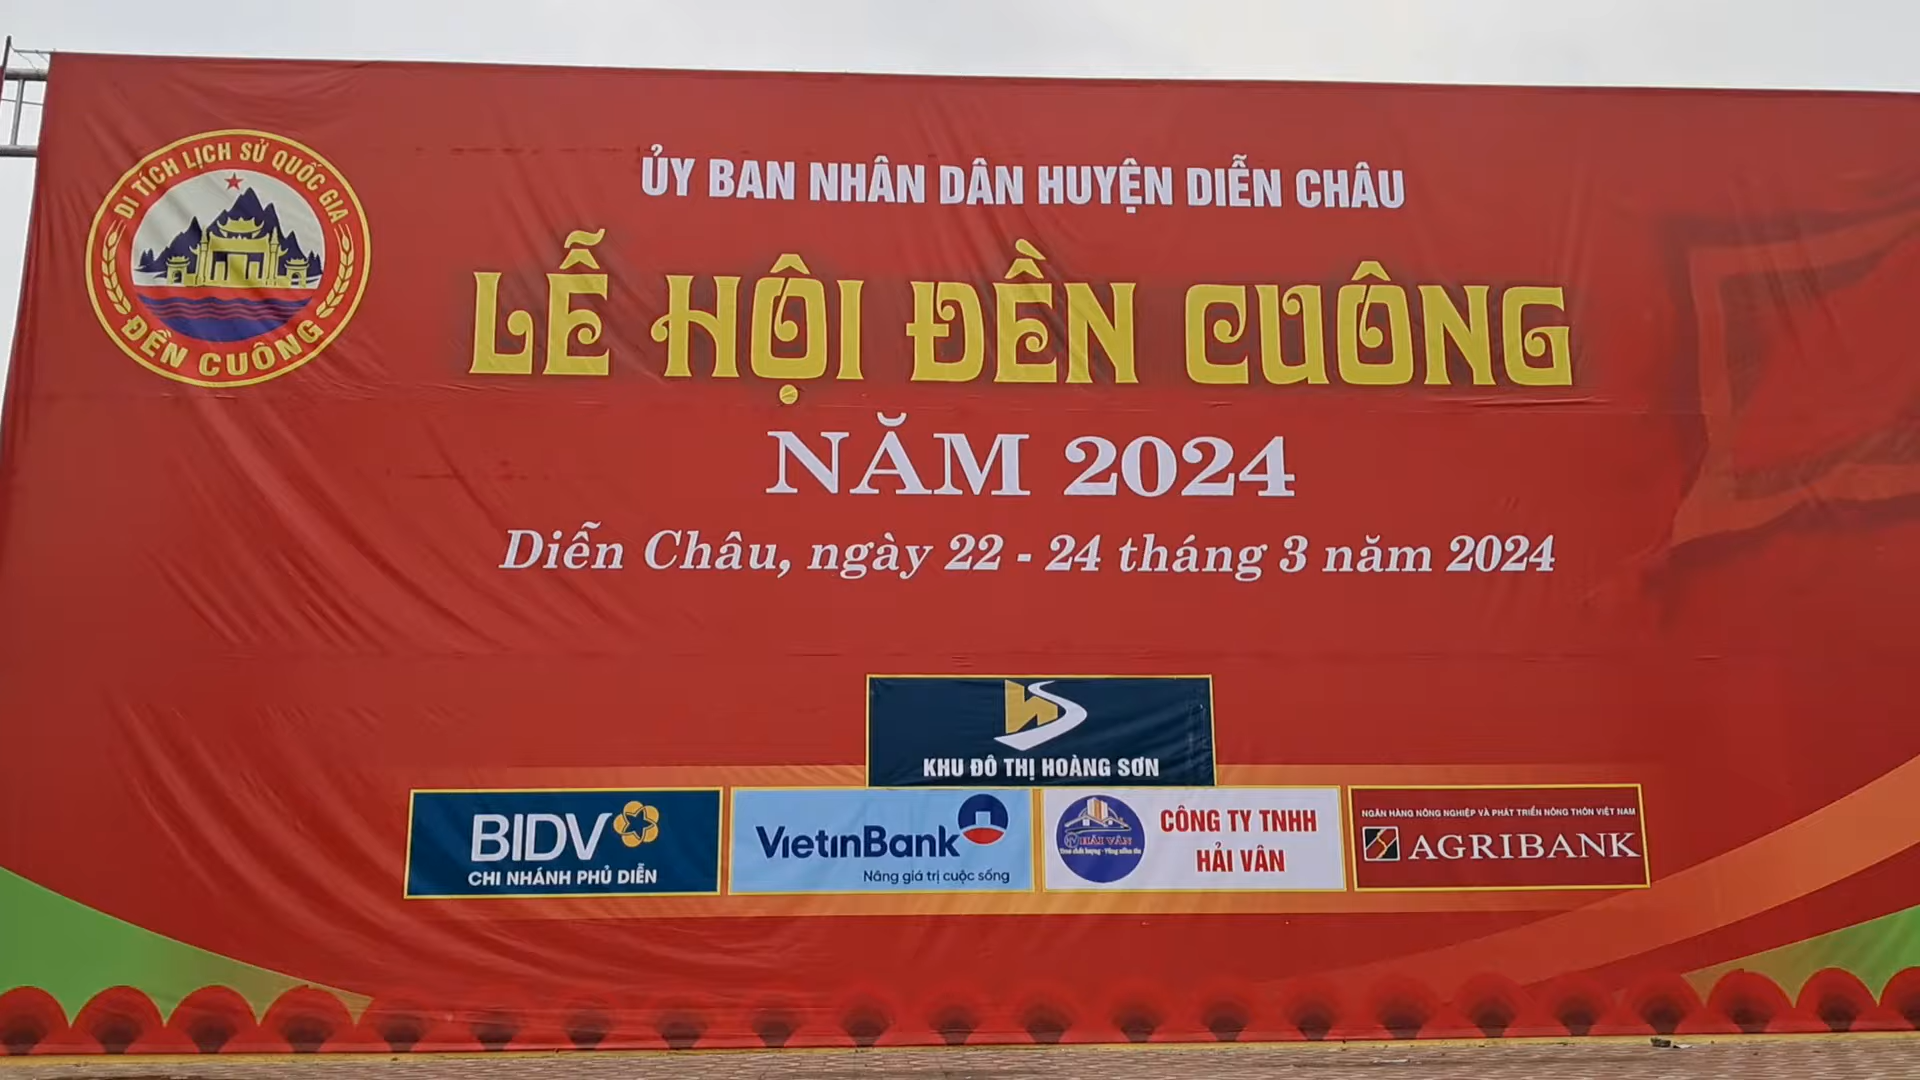 DI TÍCH LỊCH SỬ QUỐC GIA
ĐỀN CUÔNG
ỦY BAN NHÂN DÂN HUYỆN DIỄN CHÂU
LỄ HỘI ĐỀN CUÔNG
NĂM 2024
Diễn Châu, ngày 22 - 24 tháng 3 năm 2024
KHU ĐÔ THỊ HOÀNG SƠN
BIDV
CHI NHÁNH PHỦ DIỄN
VietinBank
Nâng giá trị cuộc sống
HẢI VÂN
CÔNG TY TNHH
HẢI VÂN
NGÂN HÀNG NÔNG NGHIỆP VÀ PHÁT TRIỂN NÔNG THÔN VIỆT NAM
AGRIBANK